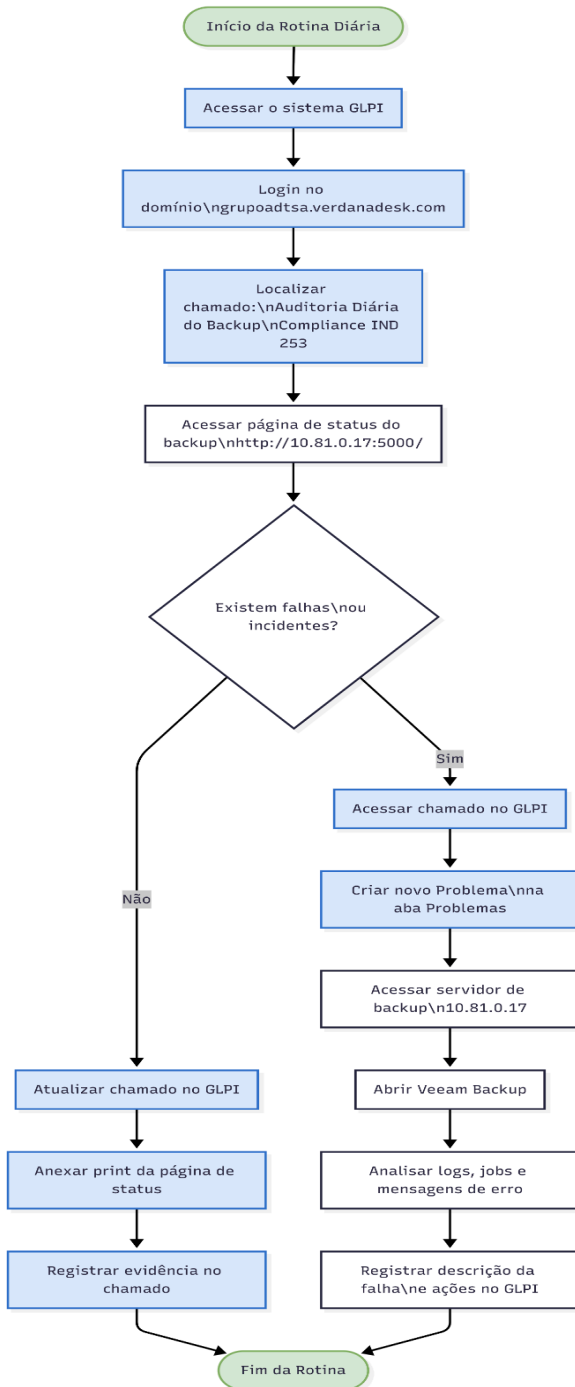 Início da Rotina Diária
Acessar o sistema GLPI
Login no
domínio\ngrupoadtsa.verdanadesk.com
Localizar
chamado:\nAuditoria Diária
do Backup\nCompliance IND
253
Acessar página de status do
backup\nhttp://10.81.0.17:5000/
Existem falhas\nou
incidentes?
Sim
Acessar chamado no GLPI
Criar novo Problema\nna
aba Problemas
Não
Acessar servidor de
backup\n10.81.0.17
Atualizar chamado no GLPI
Abrir Veeam Backup
Anexar print da página de
status
Analisar logs, jobs e
mensagens de erro
Registrar evidência no
chamado
Registrar descrição da
falha\ne ações no GLPI
Fim da Rotina